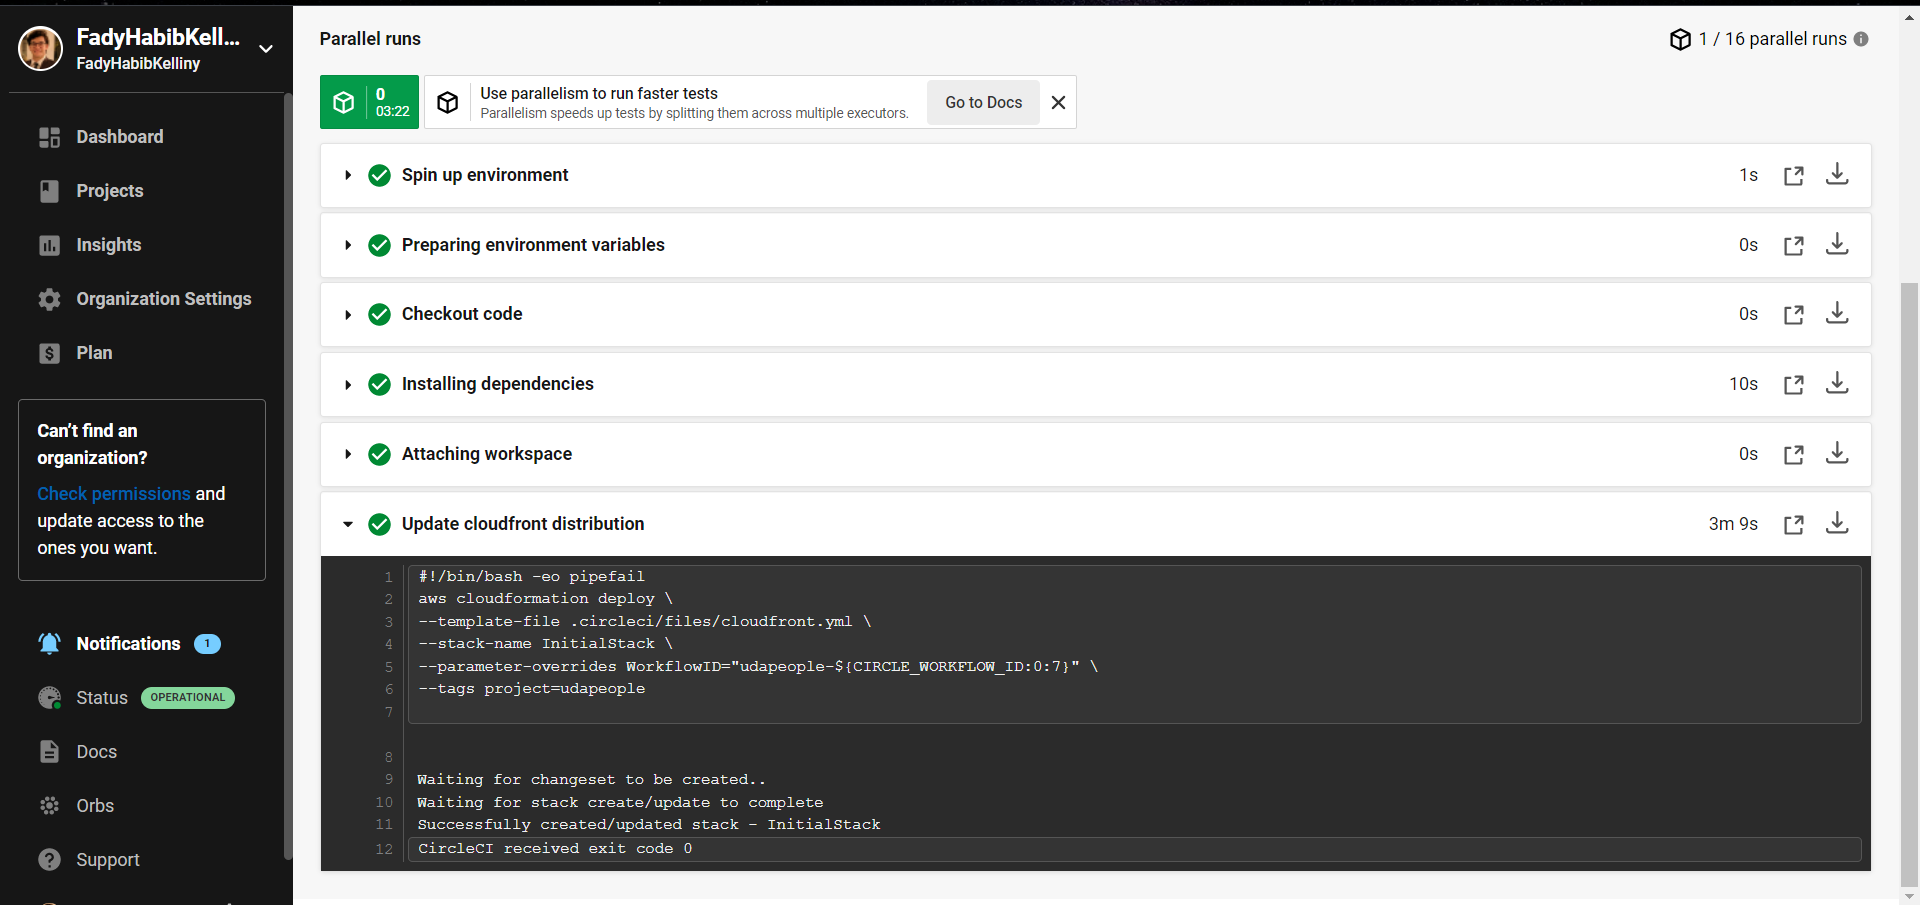 FadyHabibKell...
FadyHabibKelliny
Dashboard
Projects
Insights
Organization Settings
Plan
Can't find an
organization?
Check permissions and
update access to the
ones you want.
Notifications 1
Status OPERATIONAL
Docs
Orbs
Support
Parallel runs
1 / 16 parallel runs
0
03:22
Use parallelism to run faster tests
Parallelism speeds up tests by splitting them across multiple executors.
Go to Docs
Spin up environment 1s
Preparing environment variables 0s
Checkout code 0s
Installing dependencies 10s
Attaching workspace 0s
Update cloudfront distribution 3m 9s
1 #!/bin/bash -eo pipefail
2 aws cloudformation deploy \
3 --template-file .circleci/files/cloudfront.yml \
4 --stack-name InitialStack \
5 --parameter-overrides WorkflowID="udapeople-${CIRCLE_WORKFLOW_ID:0:7}" \
6 --tags project=udapeople
7
8
9 Waiting for changeset to be created..
10 Waiting for stack create/update to complete
11 Successfully created/updated stack - InitialStack
12 CircleCI received exit code 0